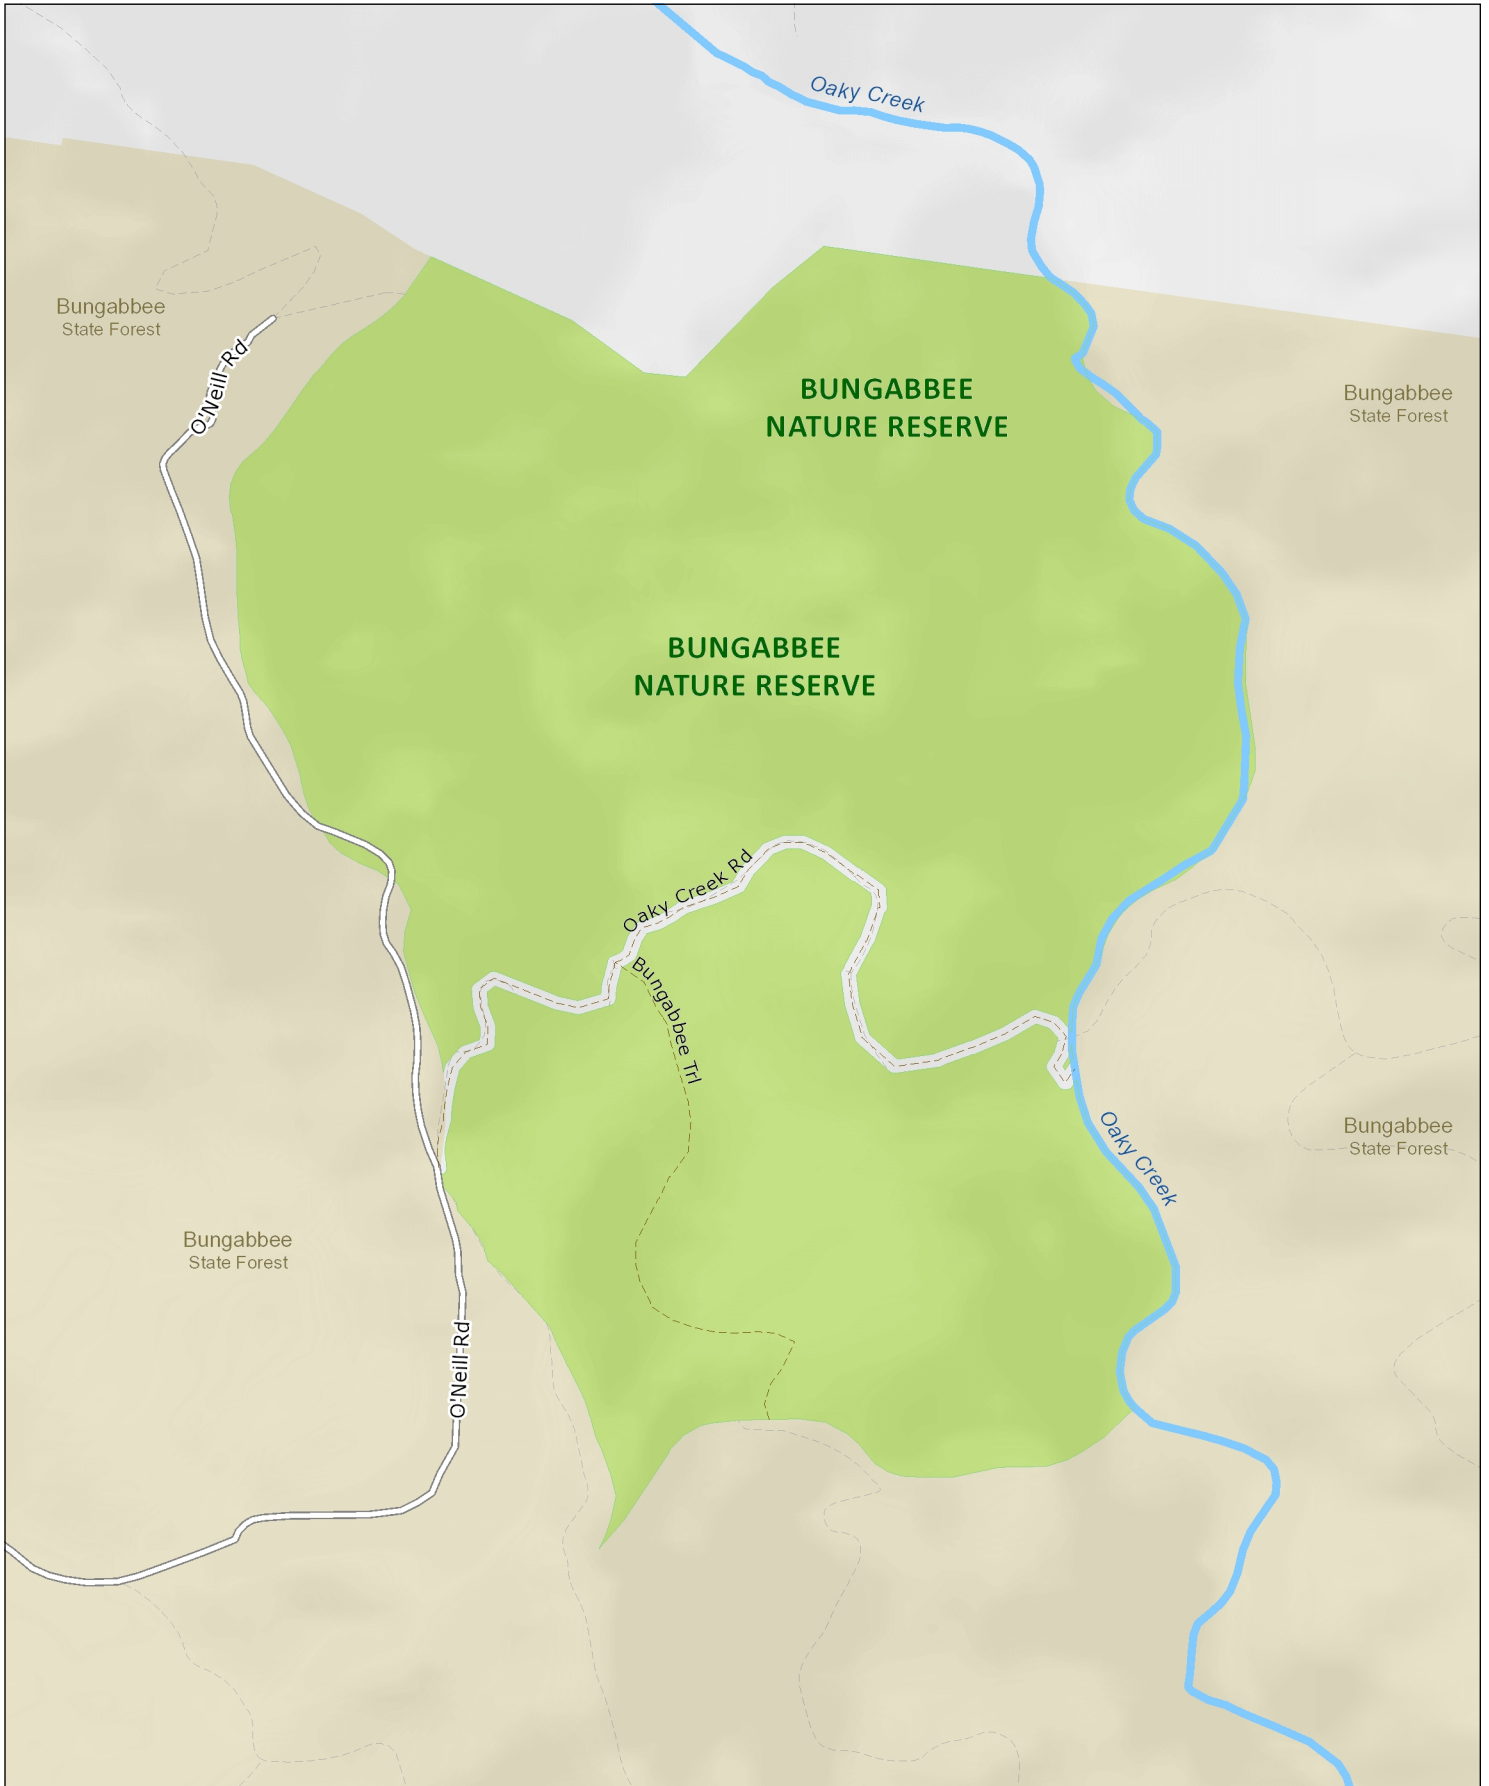 Oaky Creek
Bungabbee
State Forest
O'Neill Rd
BUNGABBEE
NATURE RESERVE
Bungabbee
State Forest
BUNGABBEE
NATURE RESERVE
Oaky Creek Rd
Bungabbee Trl
Oaky Creek
Bungabbee
State Forest
Bungabbee
State Forest
O'Neill Rd